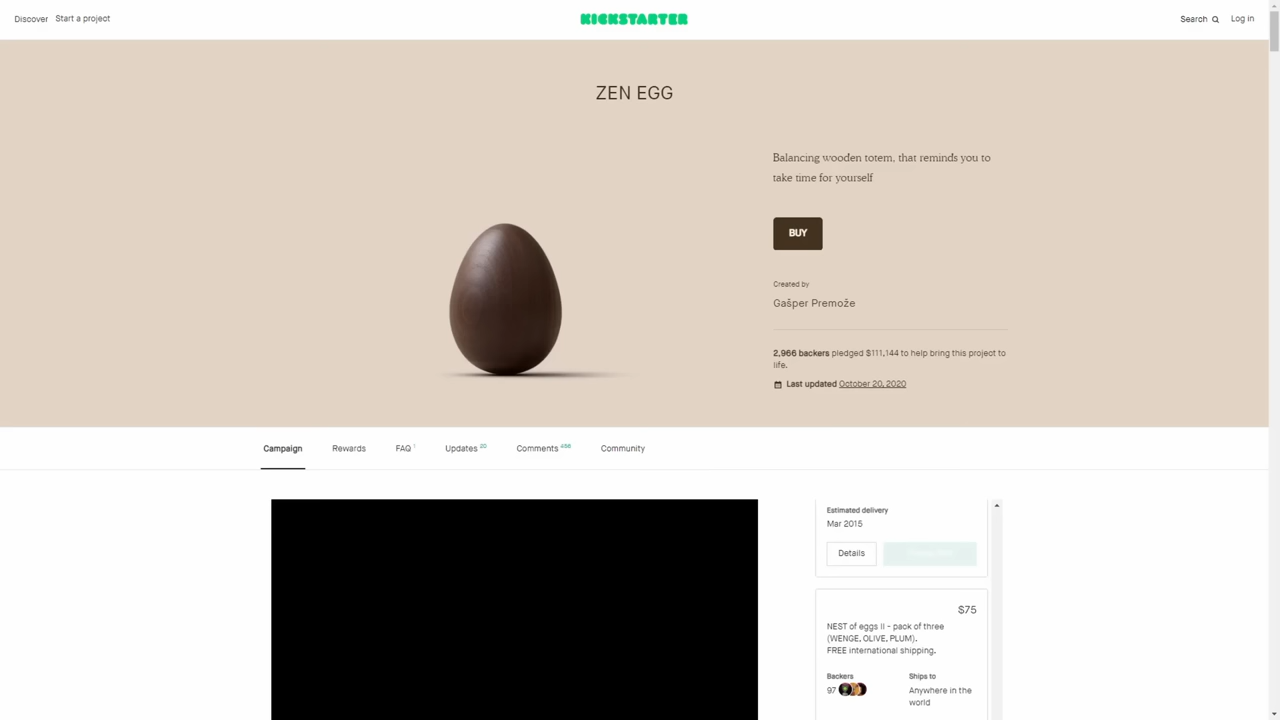 Discover
Start a project
KICKSTARTER
Search
Log in
ZEN EGG
Balancing wooden totem, that reminds you to
take time for yourself
BUY
Created by
Gašper Premože
2,966 backers pledged $111,144 to help bring this project to
life.
Last updated October 20, 2020
Campaign
Rewards
FAQ 1
Updates 20
Comments 458
Community
Estimated delivery
Mar 2015
Details
$75
NEST of eggs II - pack of three
(WENGE, OLIVE, PLUM).
FREE international shipping.
Backers
97
Ships to
Anywhere in the
world